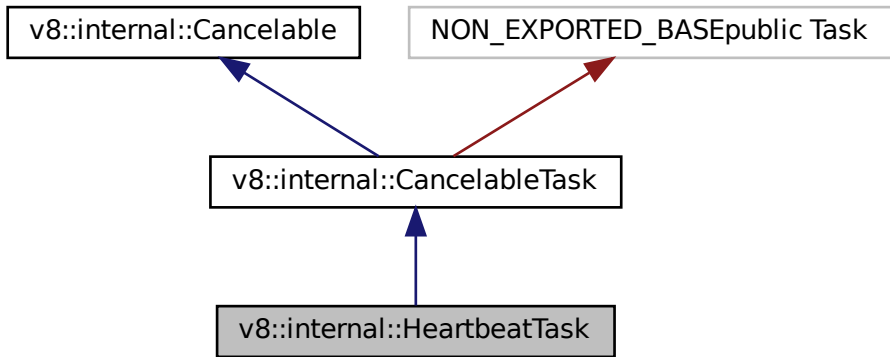 v8::internal::Cancelable
NON_EXPORTED_BASEpublic Task
v8::internal::CancelableTask
v8::internal::HeartbeatTask